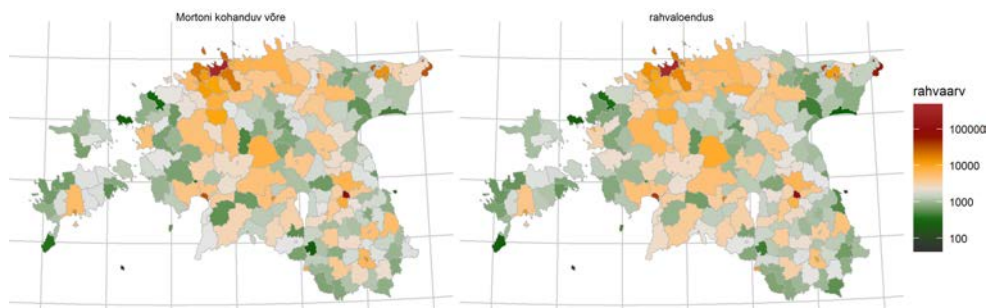 Mortoni kohanduv võre
rahvaloendus
rahvaarv
100000
10000
1000
100